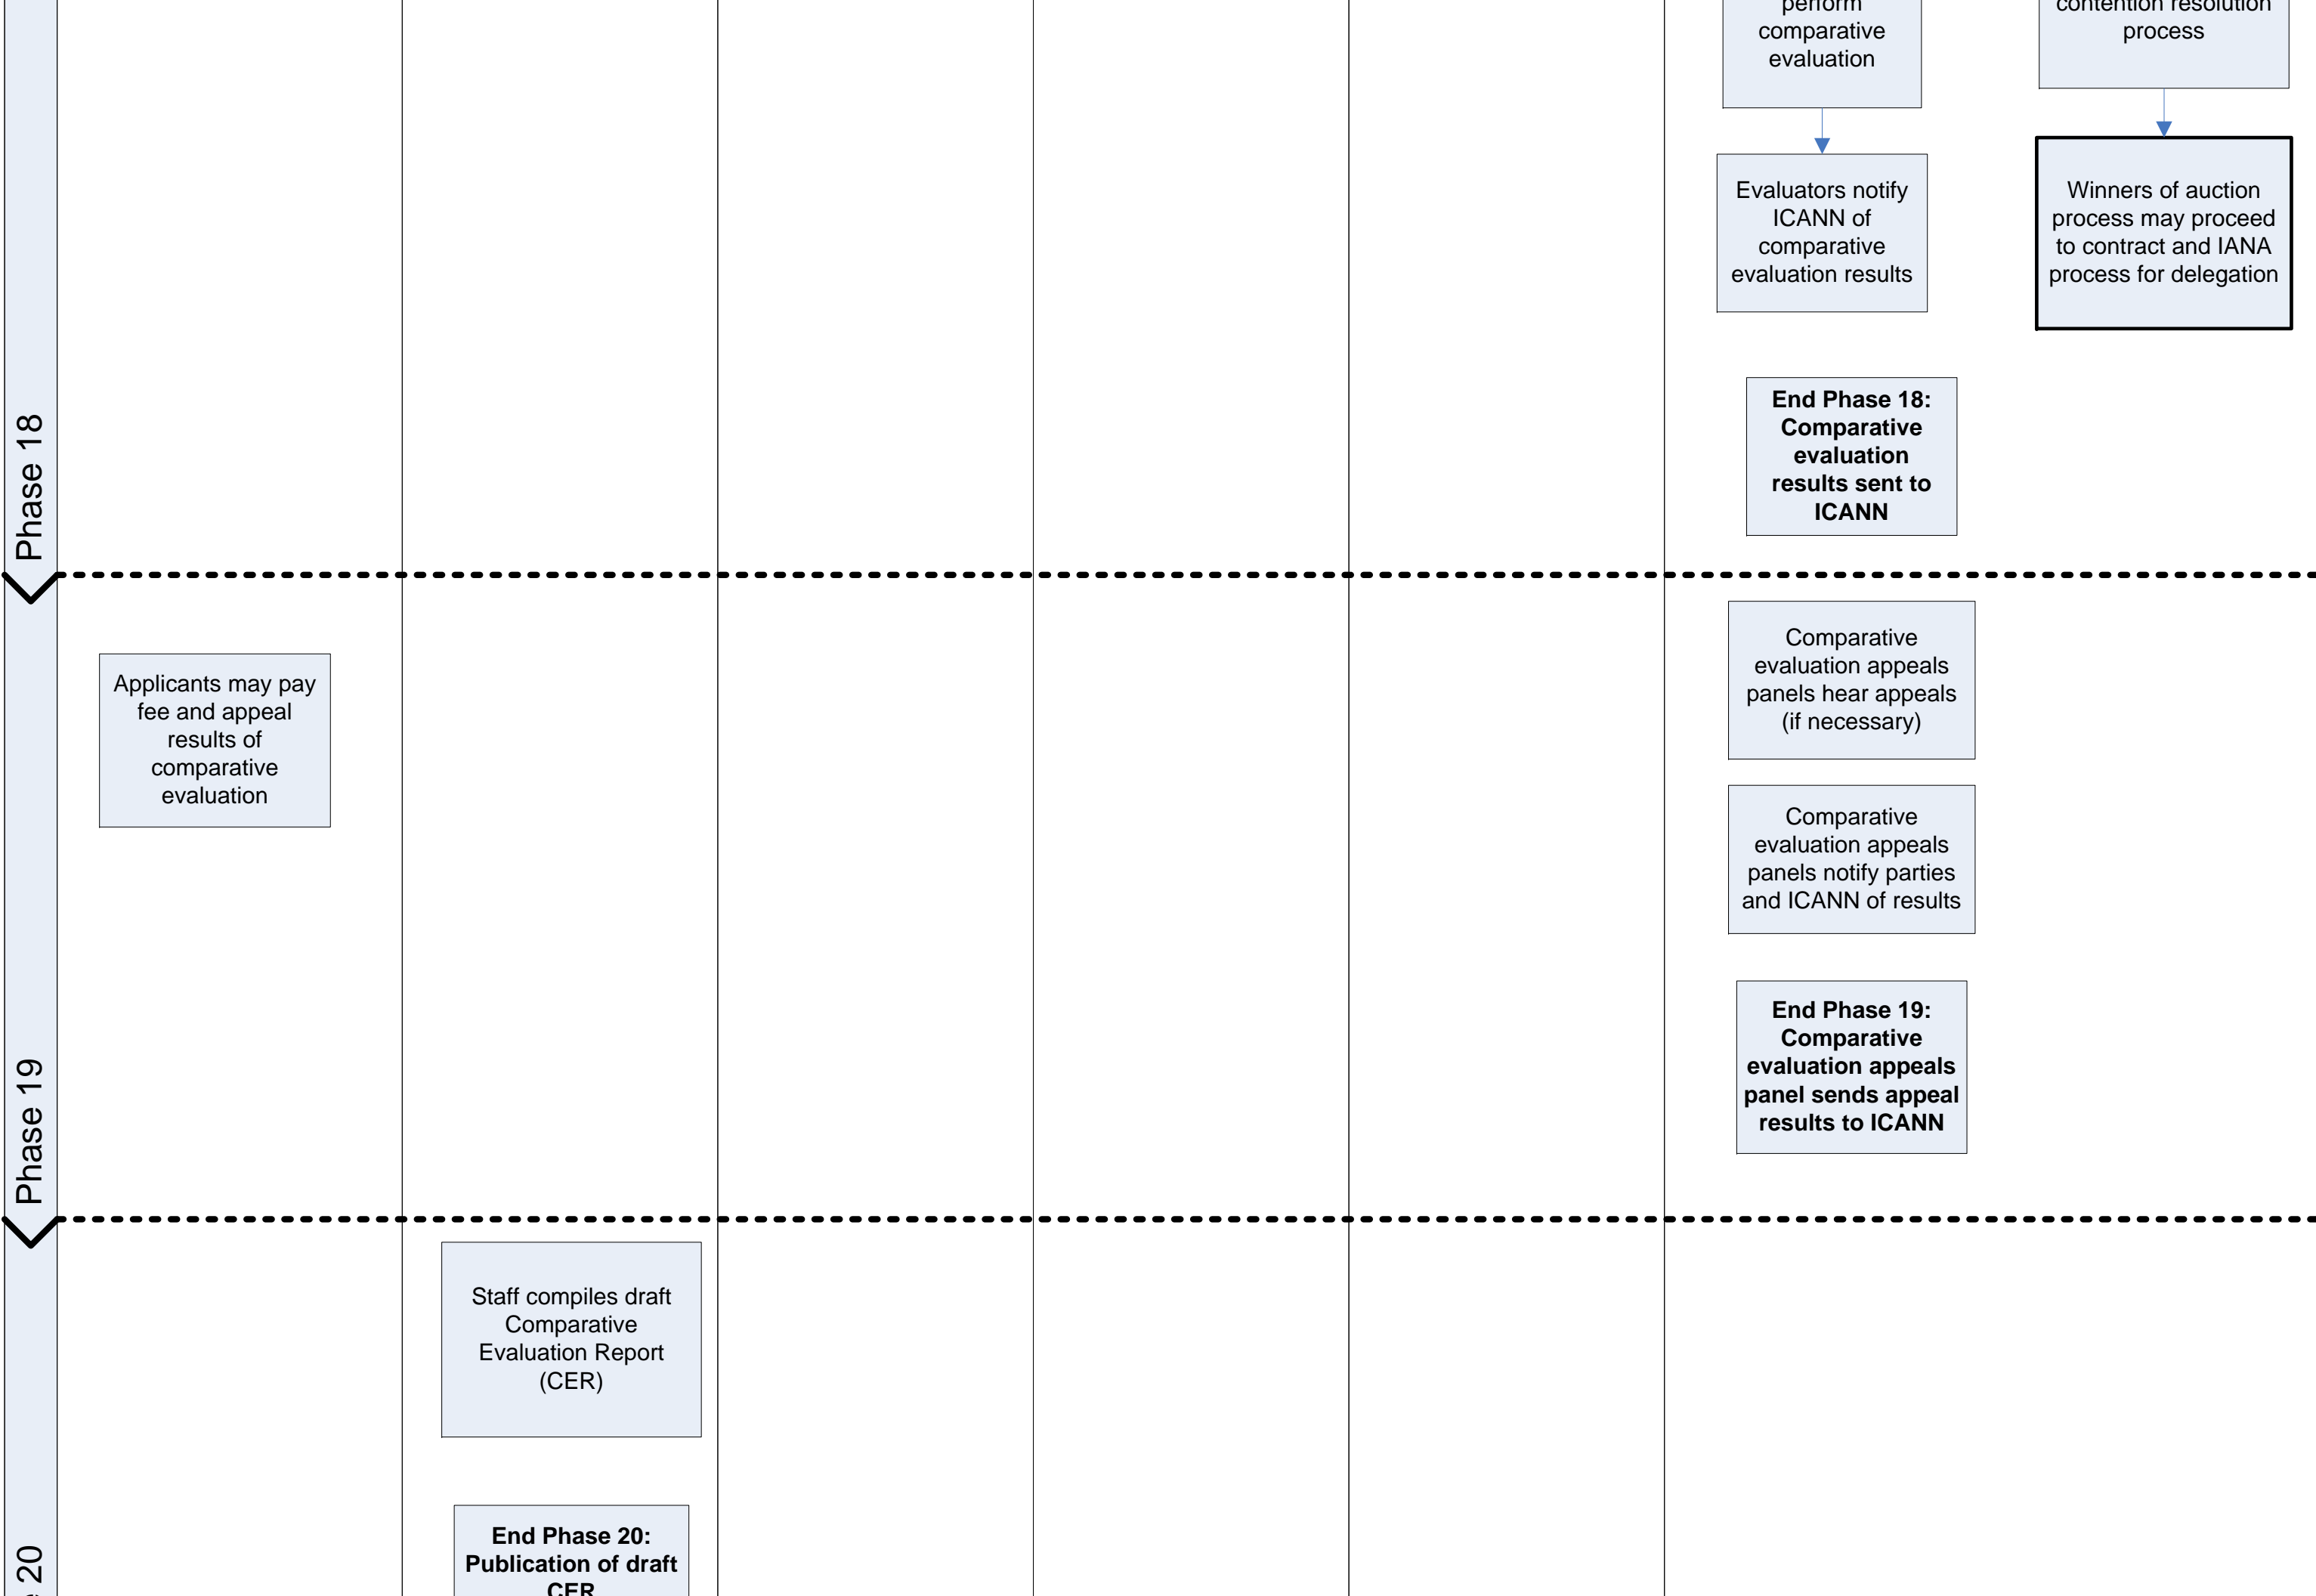 perform
comparative
evaluation
contention resolution
process
Evaluators notify
ICANN of
comparative
evaluation results
Winners of auction
process may proceed
to contract and IANA
process for delegation
End Phase 18:
Comparative
evaluation
results sent to
ICANN
Phase 18
Applicants may pay
fee and appeal
results of
comparative
evaluation
Comparative
evaluation appeals
panels hear appeals
(if necessary)
Comparative
evaluation appeals
panels notify parties
and ICANN of results
End Phase 19:
Comparative
evaluation appeals
panel sends appeal
results to ICANN
Phase 19
Staff compiles draft
Comparative
Evaluation Report
(CER)
End Phase 20:
Publication of draft
CER
20